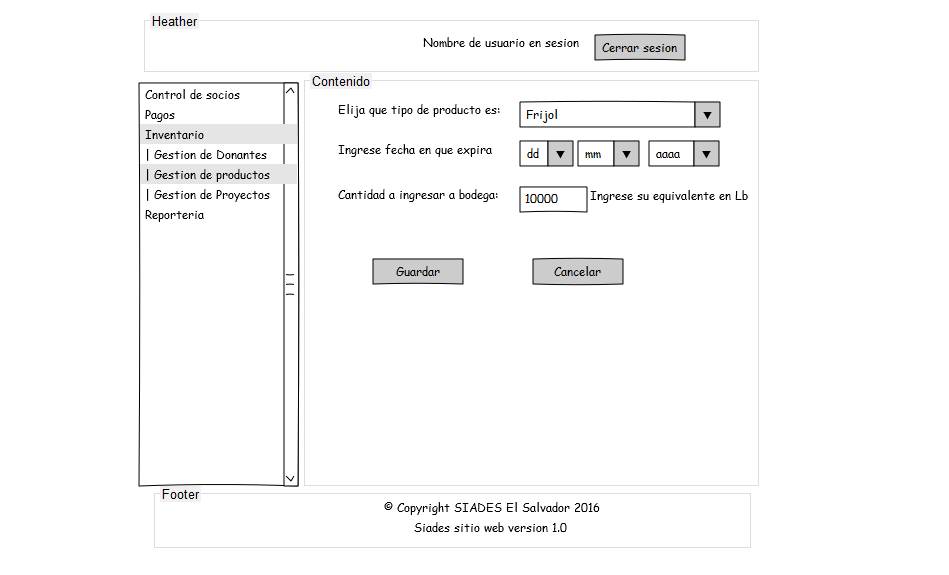 Heather
Nombre de usuario en sesion
Cerrar sesion
Control de socios
Pagos
Inventario
| Gestion de Donantes
| Gestion de productos
| Gestion de Proyectos
Reporteria
Contenido
Elija que tipo de producto es:
Frijol
Ingrese fecha en que expira
dd
mm
aaaa
Cantidad a ingresar a bodega:
10000
Ingrese su equivalente en Lb
Guardar
Cancelar
Footer
© Copyright SIADES El Salvador 2016
Siades sitio web version 1.0